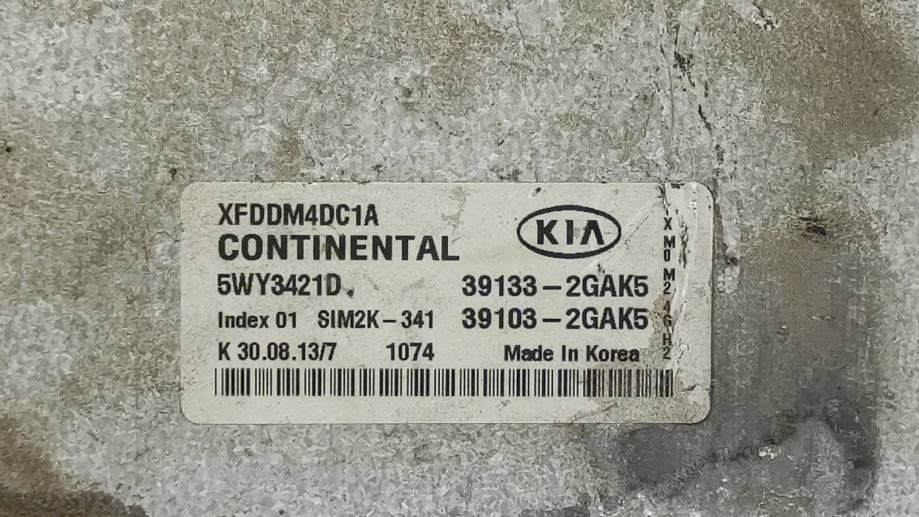 XFDDM4DC1A
CONTINENTAL
KIA
5WY3421D
39133-2GAK5
Index 01 SIM2K-341
39103-2GAK5
K 30.08.13/7 1074 Made In Korea
XM0M24GH2